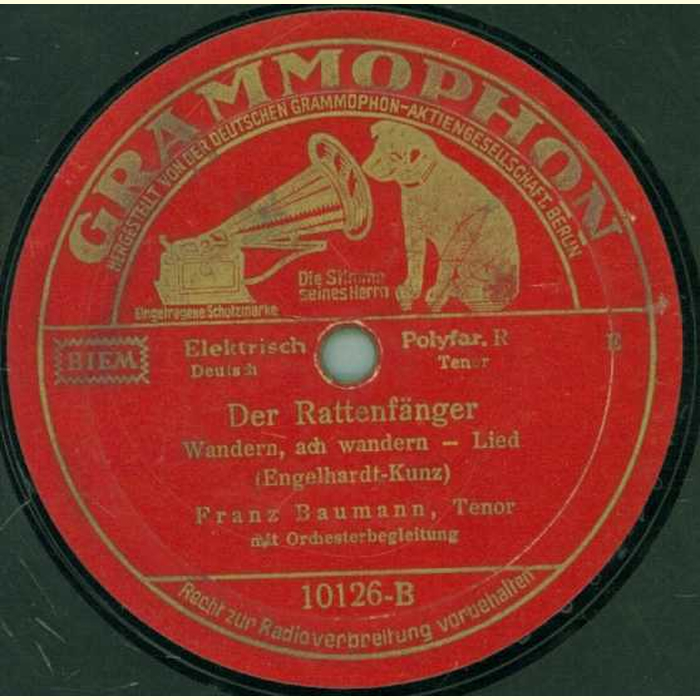 GRAMMOPHON
HERGESTELLT VON DER DEUTSCHEN GRAMMOPHON-AKTIENGESELLSCHAFT, BERLIN
Die Stimme
seines Herrn
Eingetragene Schutzmarke
BIEM
Elektrisch
Polyfar. R
E
Deutsch
Tenor
Der Rattenfänger
Wandern, ach wandern – Lied
(Engelhardt-Kunz)
Franz Baumann, Tenor
mit Orchesterbegleitung
10126-B
Recht zur Radioverbreitung vorbehalten